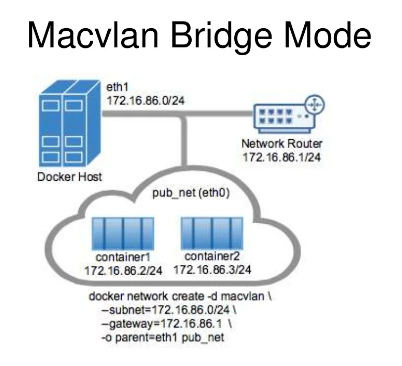 Macvlan Bridge Mode
eth1
172.16.86.0/24
Network Router
172.16.86.1/24
Docker Host
pub_net (eth0)
container1
172.16.86.2/24
container2
172.16.86.3/24
docker network create -d macvlan \
--subnet=172.16.86.0/24 \
--gateway=172.16.86.1 \
-o parent=eth1 pub_net